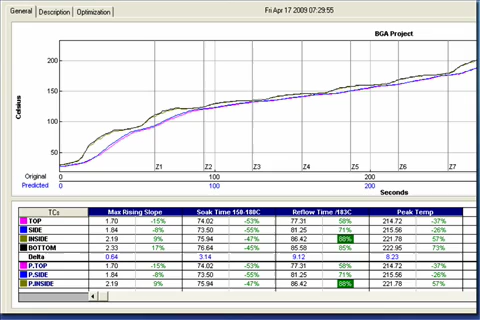 General Description Optimization Fri Apr 17 2009 07:29:55
BGA Project
200
150
100
50
Celsius
Z1 Z2 Z3 Z4 Z5 Z6 Z7
Original 0 100 200
Predicted 0 100 200
Seconds
TCs Max Rising Slope Soak Time 150-180C Reflow Time /183C Peak Temp
TOP 1.70 -15% 74.02 -53% 77.31 58% 214.72 -37%
SIDE 1.84 -8% 73.50 -55% 81.25 71% 215.56 -26%
INSIDE 2.19 9% 75.94 -47% 86.42 88% 221.78 57%
BOTTOM 2.33 17% 76.64 -45% 85.58 85% 222.95 73%
Delta 0.64 3.14 9.12 8.23
P.TOP 1.70 -15% 74.02 -53% 77.31 58% 214.72 -37%
P.SIDE 1.84 -8% 73.50 -55% 81.25 71% 215.56 -26%
P.INSIDE 2.19 9% 75.94 -47% 86.42 88% 221.78 57%